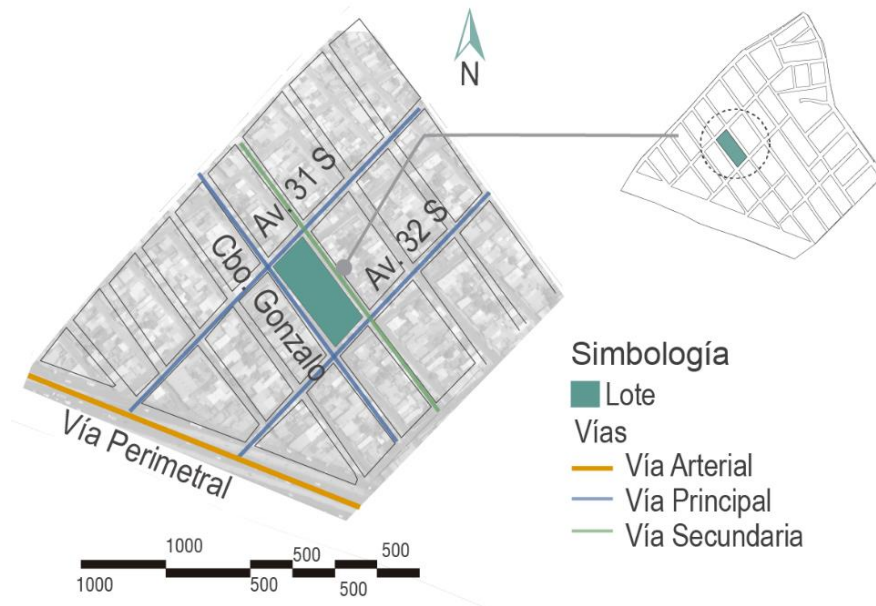 N
Av. 31 S
Av. 32 S
Cbo. Gonzalo
Vía Perimetral
Simbología
Lote
Vías
Vía Arterial
Vía Principal
Vía Secundaria
1000 500 500
1000 500 500